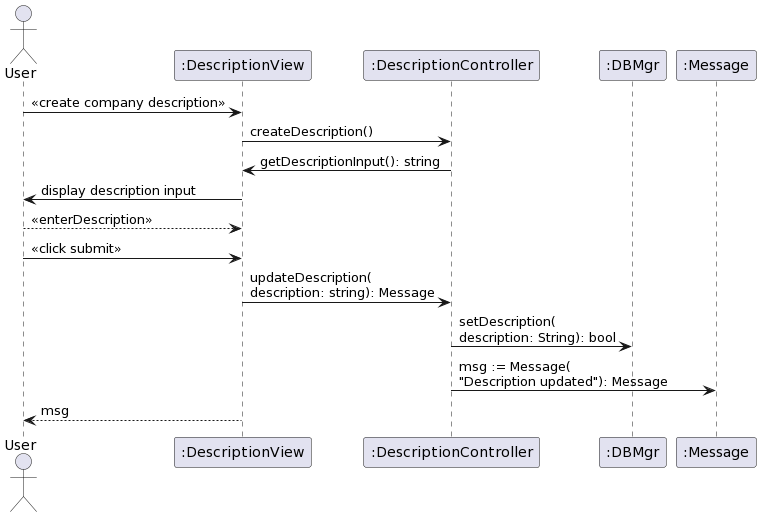 User
:DescriptionView
:DescriptionController
:DBMgr
:Message
«create company description»
createDescription()
getDescriptionInput(): string
display description input
«enterDescription»
«click submit»
updateDescription(
description: string): Message
setDescription(
description: String): bool
msg := Message(
"Description updated"): Message
msg
User
:DescriptionView
:DescriptionController
:DBMgr
:Message